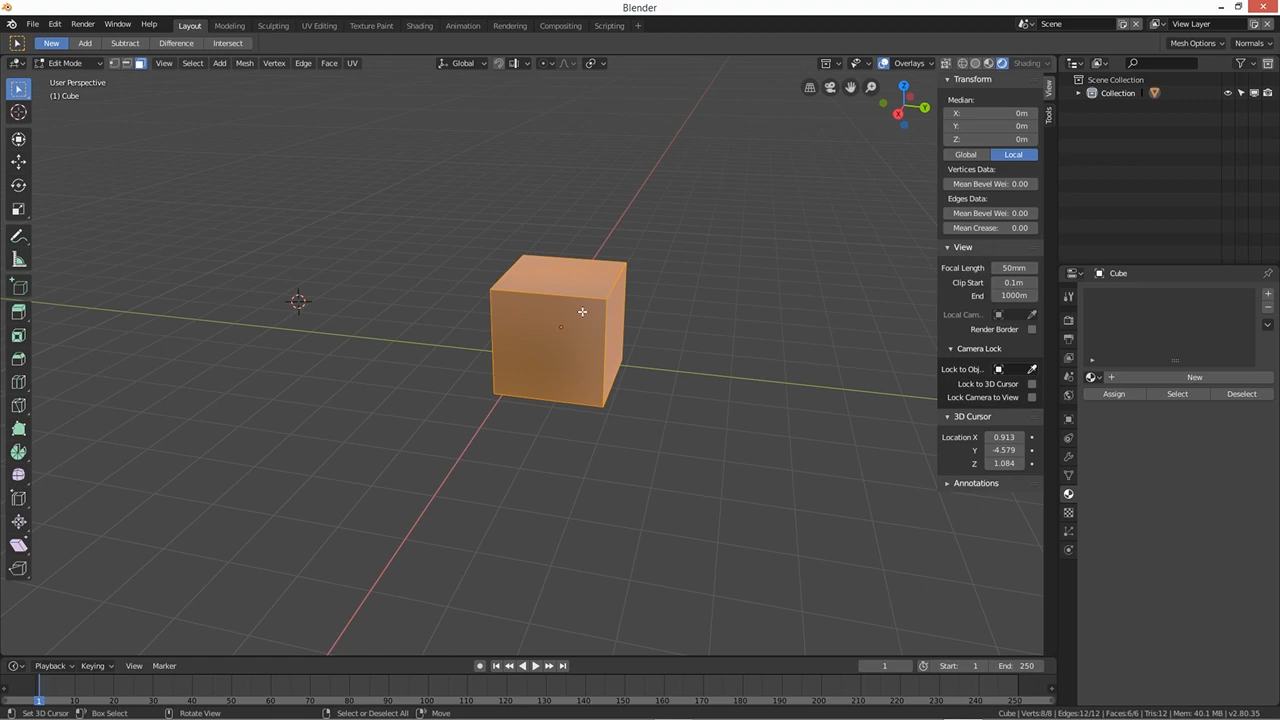 Blender
File Edit Render Window Help Layout Modeling Sculpting UV Editing Texture Paint Shading Animation Rendering Compositing Scripting + Scene View Layer
New Add Subtract Difference Intersect Mesh Options Normals
Edit Mode View Select Add Mesh Vertex Edge Face UV Global Overlays Shading
User Perspective
(1) Cube
Z
Y
X
Transform
Median:
X: 0m
Y: 0m
Z: 0m
Global Local
Vertices Data:
Mean Bevel Wei: 0.00
Edges Data:
Mean Bevel Wei: 0.00
Mean Crease: 0.00
View
Focal Length 50mm
Clip Start 0.1m
End 1000m
Local Cam..
Render Border
Camera Lock
Lock to Obj..
Lock to 3D Cursor
Lock Camera to View
3D Cursor
Location X 0.913
Y -4.579
Z 1.084
Annotations
View
Tools
Scene Collection
Collection
Cube
New
Assign Select Deselect
Playback Keying View Marker 1 Start: 1 End: 250
1 10 20 30 40 50 60 70 80 90 100 110 120 130 140 150 160 170 180 190 200 210 220 230 240 250
Set 3D Cursor Box Select Rotate View Select or Deselect All Move Cube | Verts:8/8 | Edges:12/12 | Faces:6/6 | Tris:12 | Mem: 40.1 MB | v2.80.35